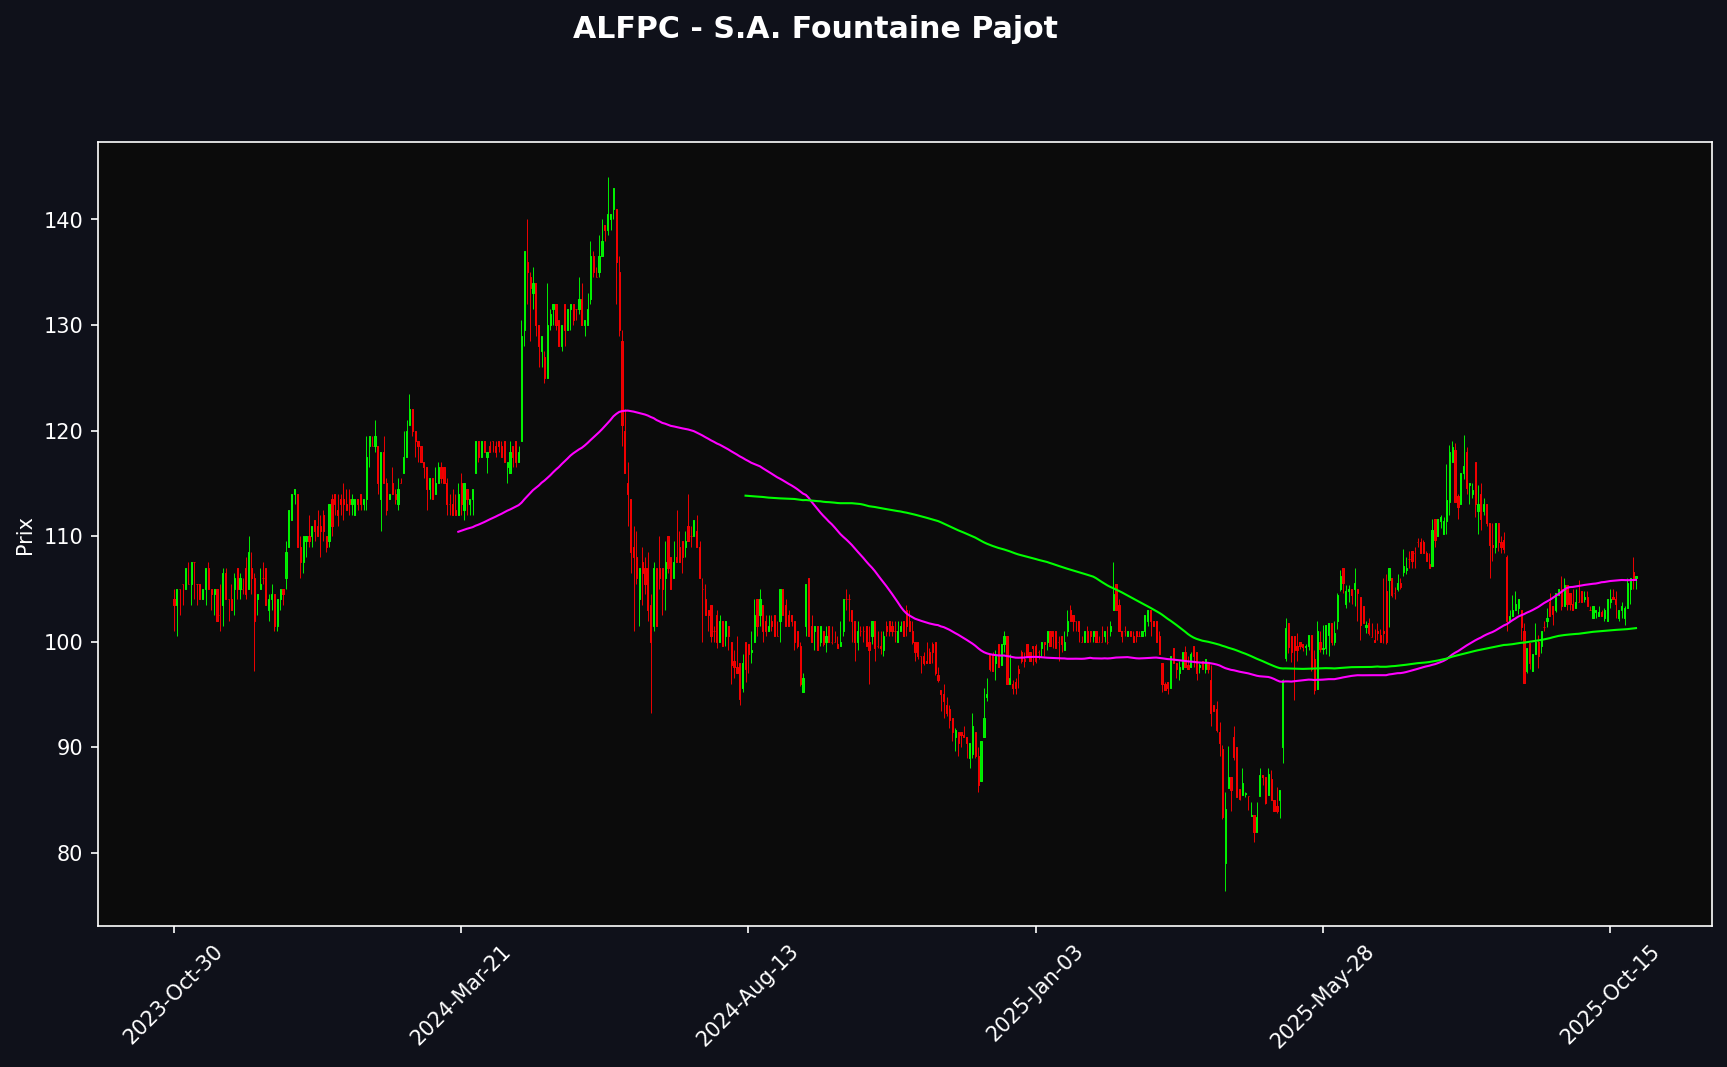 ALFPC - S.A. Fountaine Pajot
Prix
140
130
120
110
100
90
80
2023-Oct-30
2024-Mar-21
2024-Aug-13
2025-Jan-03
2025-May-28
2025-Oct-15